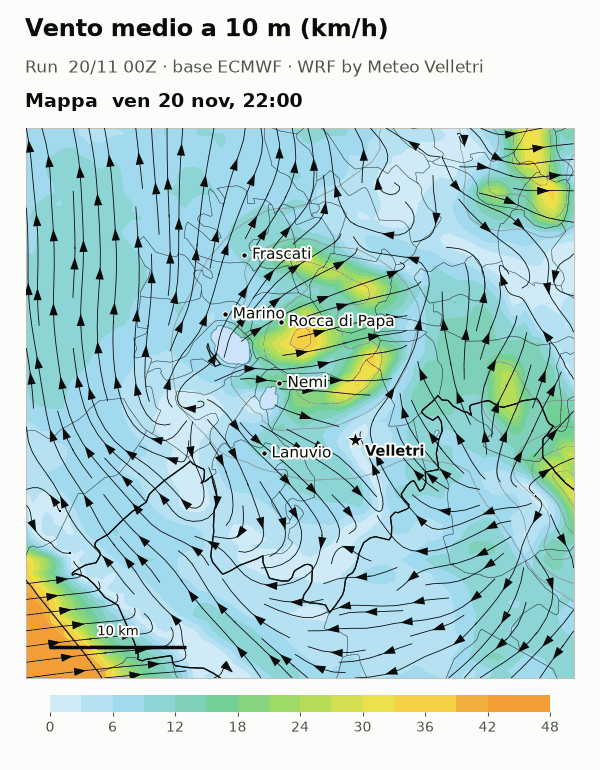 Vento medio a 10 m (km/h)
Run  20/11 00Z · base ECMWF · WRF by Meteo Velletri
Mappa  ven 20 nov, 22:00
Frascati
Marino
Rocca di Papa
Nemi
Velletri
Lanuvio
10 km
0 6 12 18 24 30 36 42 48